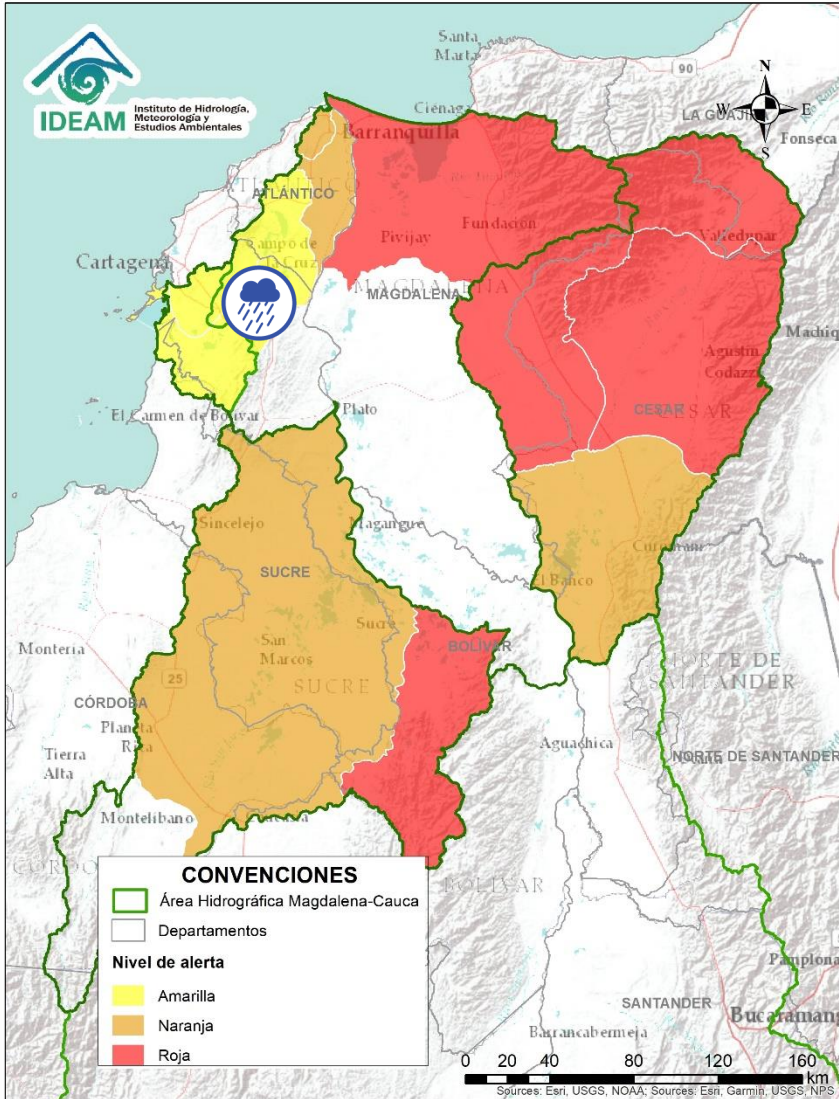 IDEAM
Instituto de Hidrología,
Meteorología y
Estudios Ambientales
Santa
Marta
90
N
W
E
S
LA GUAJIRA
Fonseca
Ciénaga
Barranquilla
ATLÁNTICO
Fundación
Pivijay
Valledupar
Cartagena
Campo de
la Cruz
MAGDALENA
MAGDALENA
Agustín
Codazzi
El Carmen de Bolívar
Plato
CESAR
CESAR
Sincelejo
Magangue
SUCRE
El Banco
Sucre
San
Marcos
BOLÍVAR
Montería
25
SUCRE
NORTE DE
SANTANDER
CÓRDOBA
Planeta
Rica
Aguachica
NORTE DE SANTANDER
Tierra
Alta
Montelíbano
BOLÍVAR
CONVENCIONES
Área Hidrográfica Magdalena-Cauca
Departamentos
Nivel de alerta
Amarilla
Naranja
Roja
Pamplona
SANTANDER
Barrancabermeja
0 20 40 80 120 160
km
Sources: Esri, USGS, NOAA; Sources: Esri, Garmin, USGS, NPS